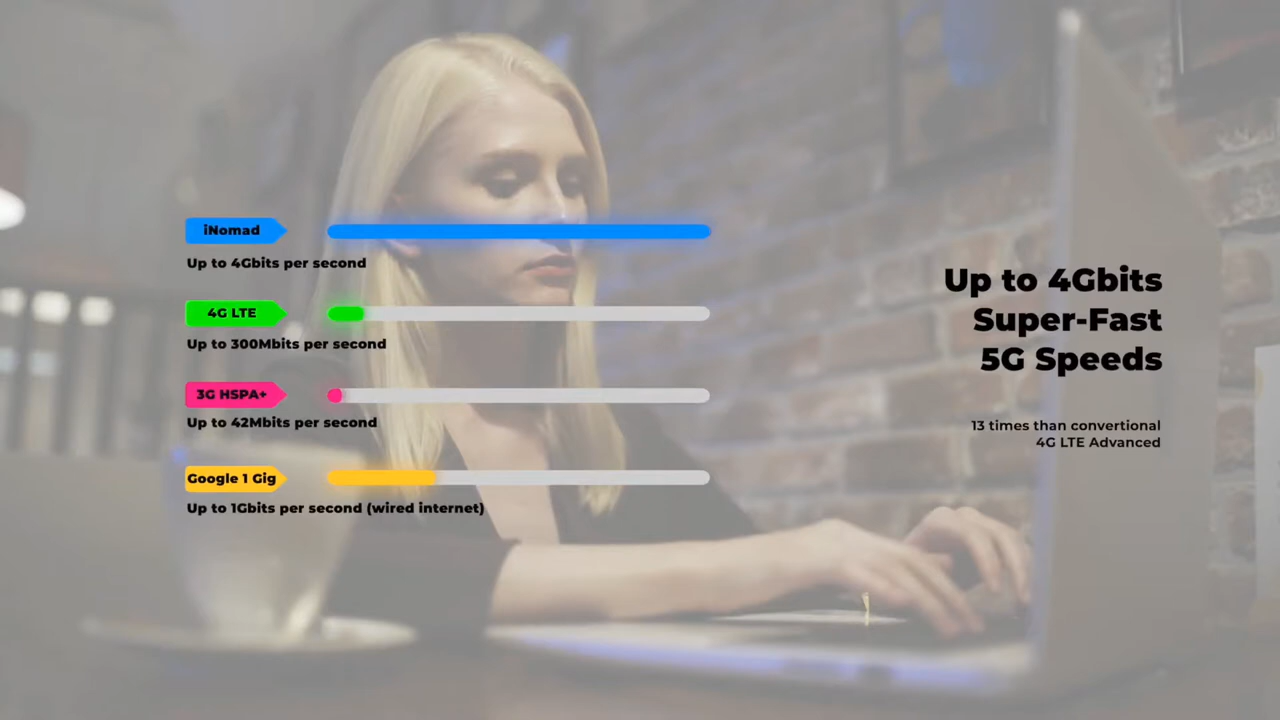 iNomad
Up to 4Gbits per second
4G LTE
Up to 300Mbits per second
3G HSPA+
Up to 42Mbits per second
Google 1 Gig
Up to 1Gbits per second (wired internet)
Up to 4Gbits
Super-Fast
5G Speeds
13 times than convertional
4G LTE Advanced